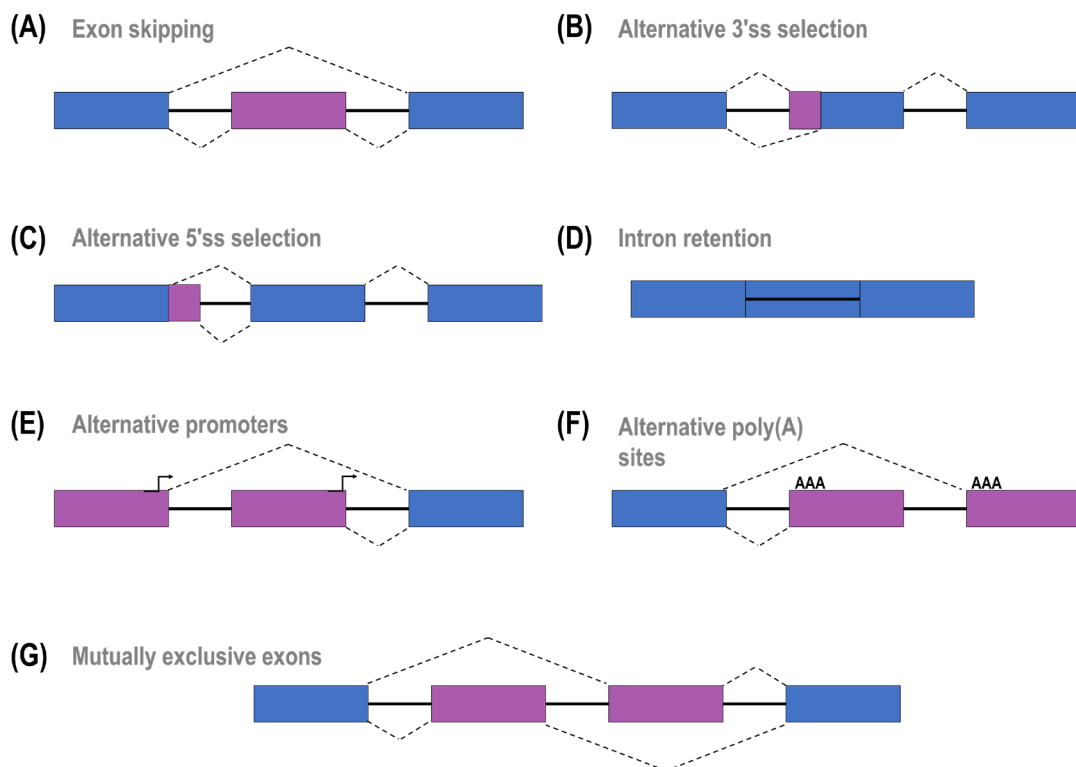 (A) Exon skipping
(B) Alternative 3'ss selection
(C) Alternative 5'ss selection
(D) Intron retention
(E) Alternative promoters
(F) Alternative poly(A)
sites
AAA AAA
(G) Mutually exclusive exons